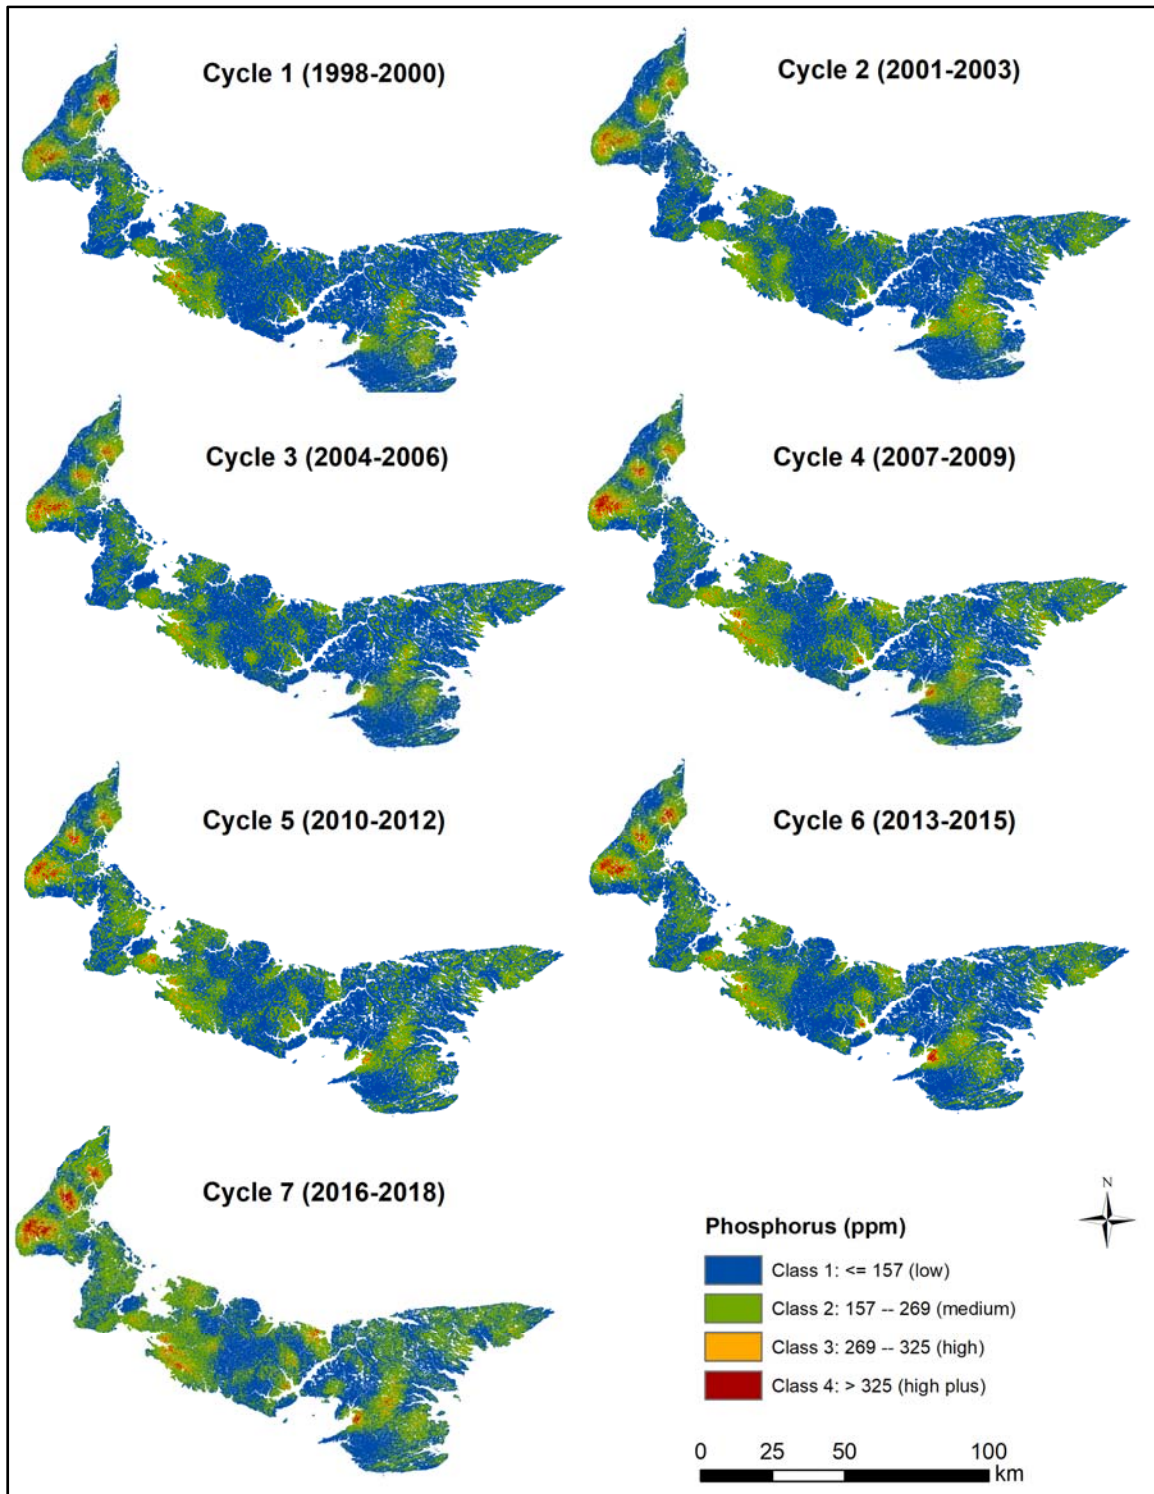 Cycle 1 (1998-2000)
Cycle 2 (2001-2003)
Cycle 3 (2004-2006)
Cycle 4 (2007-2009)
Cycle 5 (2010-2012)
Cycle 6 (2013-2015)
Cycle 7 (2016-2018)
N
Phosphorus (ppm)
Class 1: <= 157 (low)
Class 2: 157 -- 269 (medium)
Class 3: 269 -- 325 (high)
Class 4: > 325 (high plus)
0 25 50 100
km